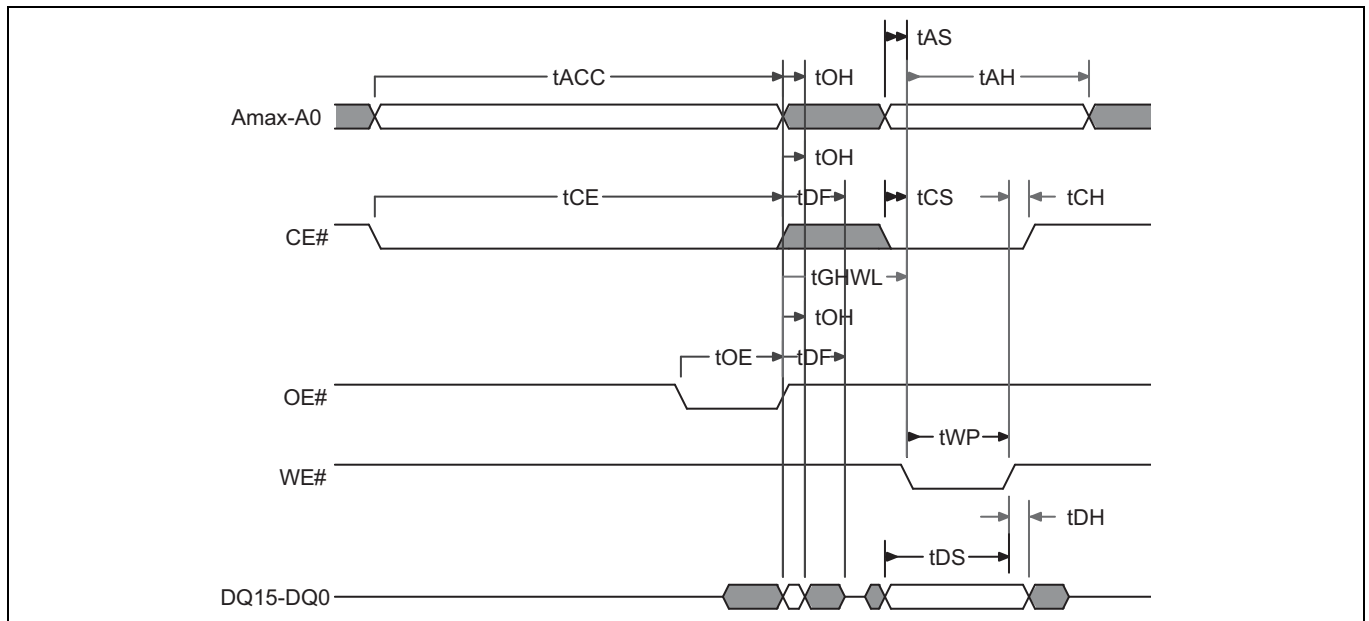 tAS
tACC tOH tAH
Amax-A0
tOH
tCE tDF tCS tCH
CE#
tGHWL
tOH
tOE tDF
OE#
tWP
WE#
tDH
tDS
DQ15-DQ0